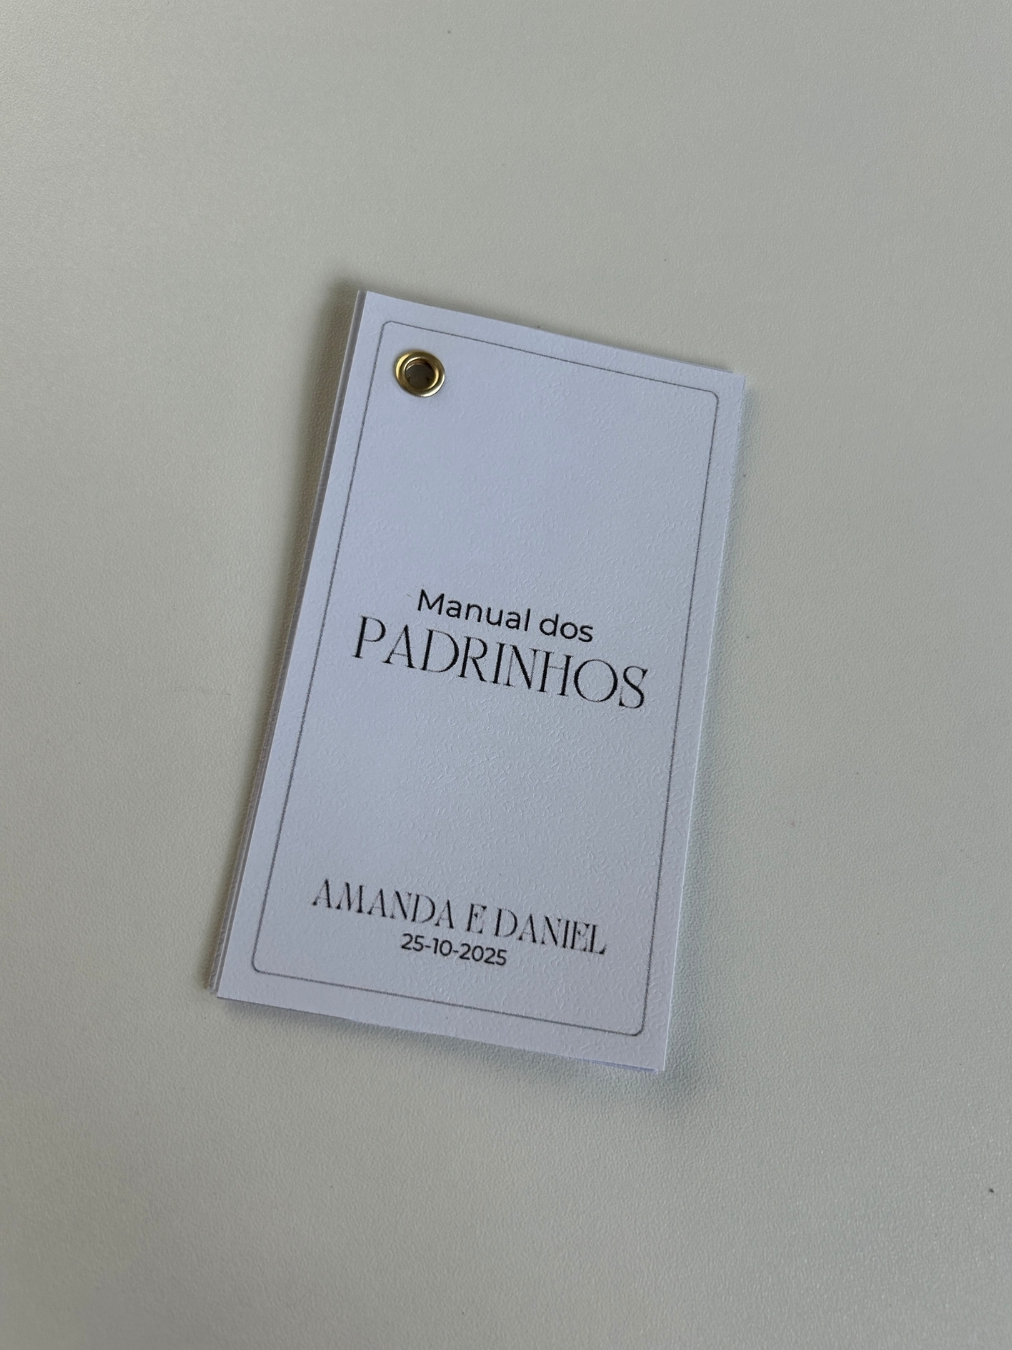 Manual dos
PADRINHOS
AMANDA E DANIEL
25-10-2025